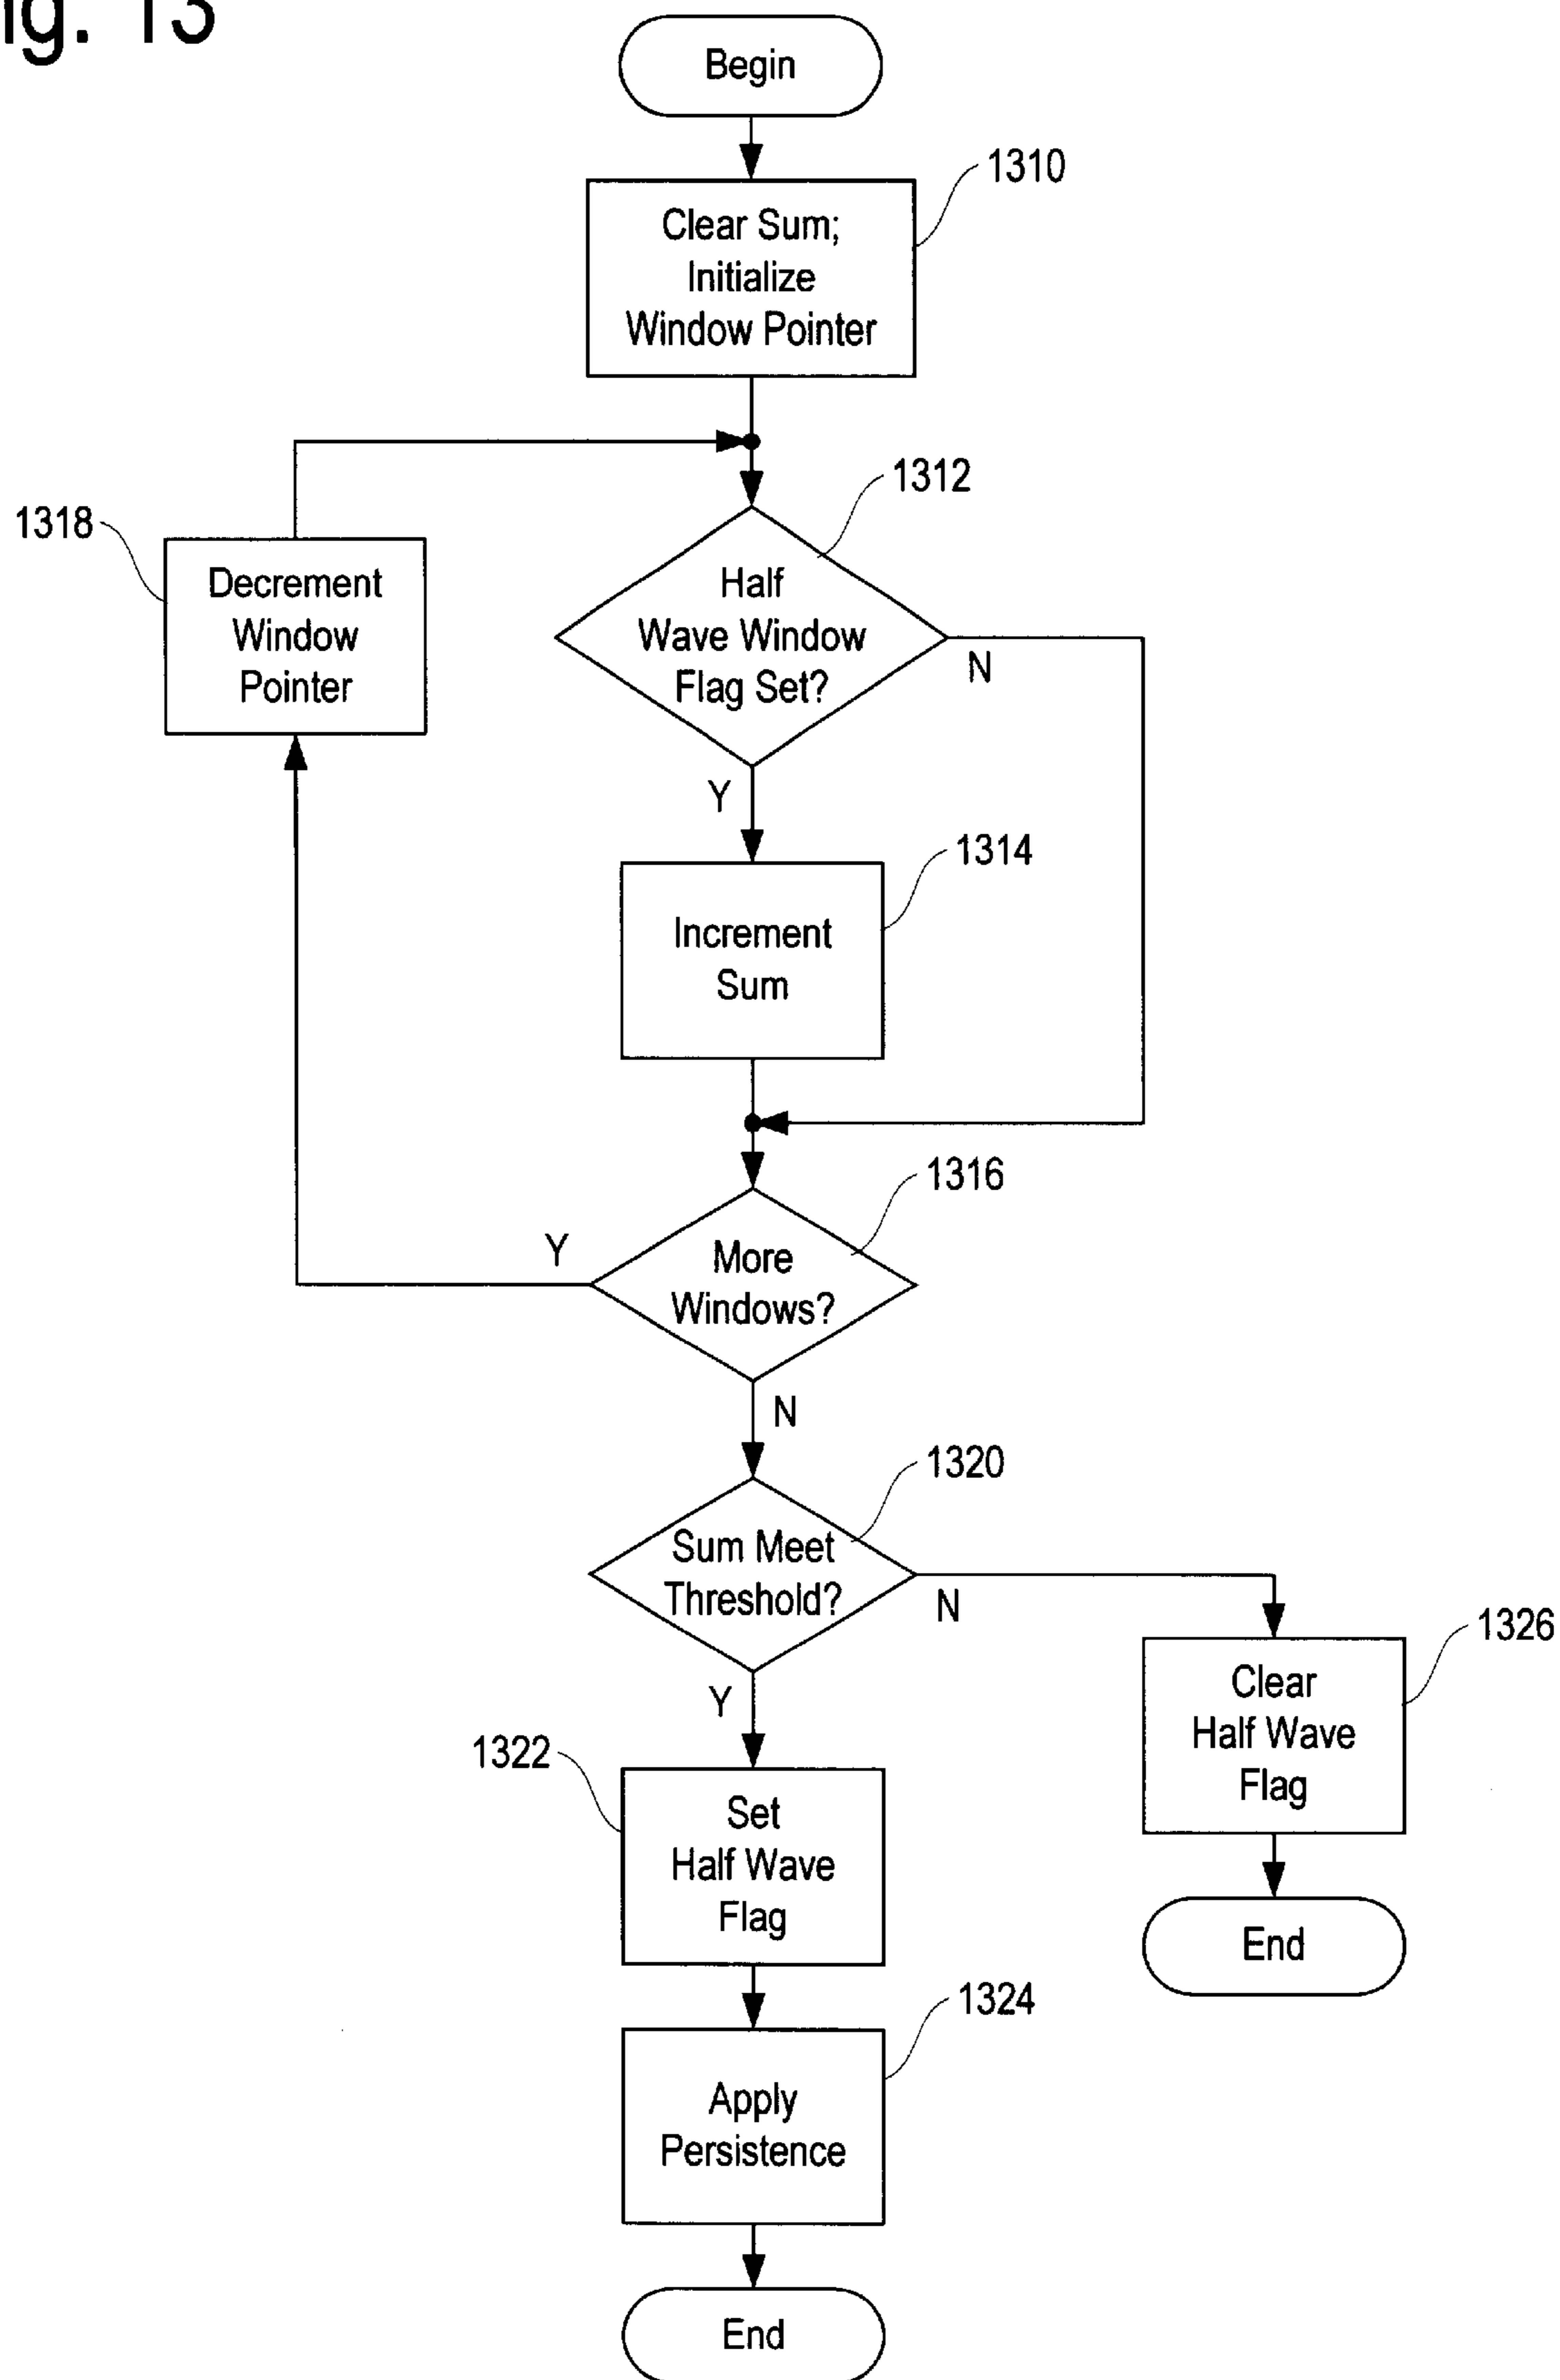 ig. 13
Begin
1310
Clear Sum;
Initialize
Window Pointer
1312
1318
Decrement
Window
Pointer
Half
Wave Window
Flag Set?
N
Y
1314
Increment
Sum
1316
Y
More
Windows?
N
1320
Sum Meet
Threshold?
N
1326
Clear
Half Wave
Flag
Y
1322
Set
Half Wave
Flag
End
1324
Apply
Persistence
End